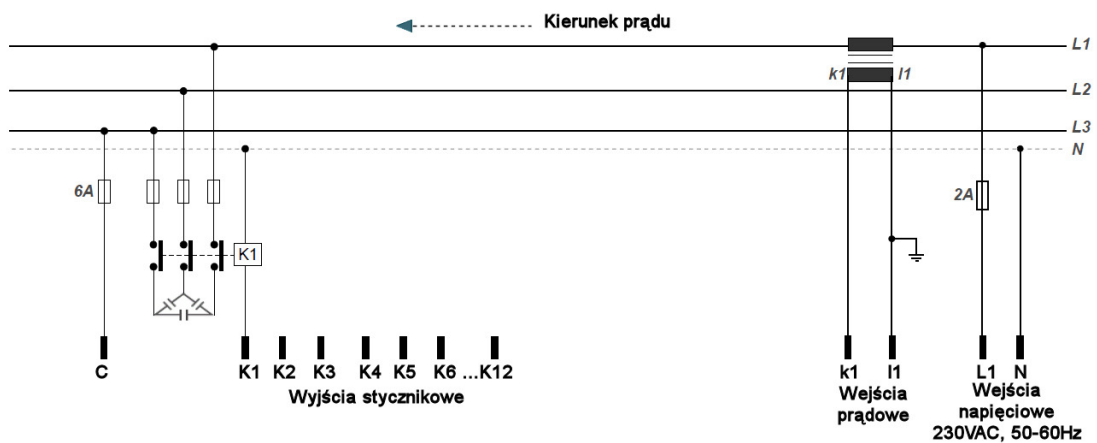 Kierunek prądu
L1
k1 l1
L2
L3
N
6A
2A
K1
C K1 K2 K3 K4 K5 K6 ...K12 k1 l1 L1 N
Wyjścia stycznikowe
Wejścia
prądowe
Wejścia
napięciowe
230VAC, 50-60Hz